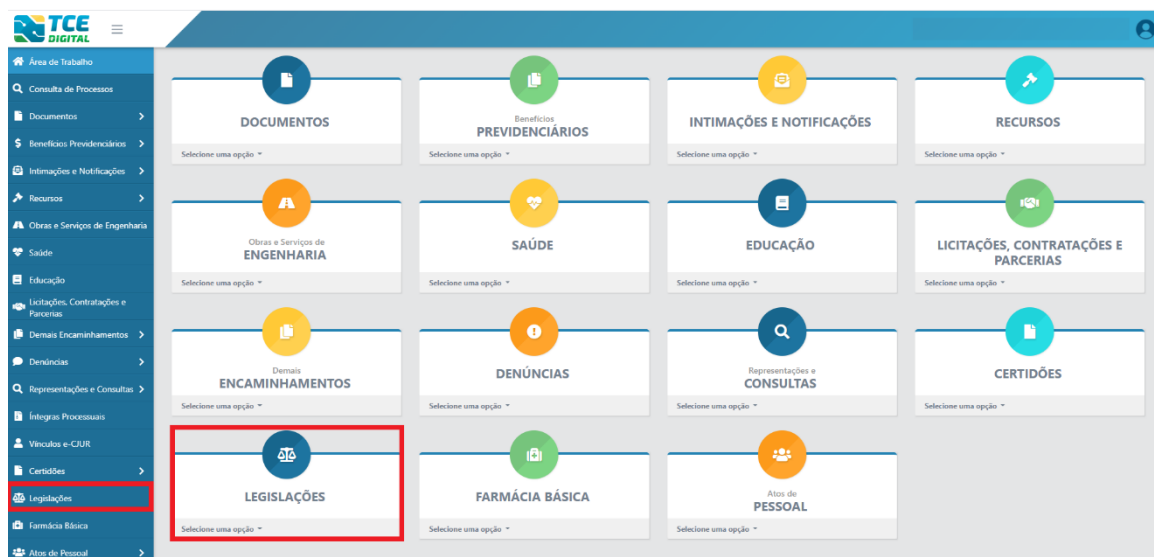 TCE
DIGITAL
Área de Trabalho
Consulta de Processos
Documentos
Benefícios Previdenciários
Intimações e Notificações
Recursos
Obras e Serviços de Engenharia
Saúde
Educação
Licitações, Contratações e
Parcerias
Demais Encaminhamentos
Denúncias
Representações e Consultas
Íntegras Processuais
Vínculos e-CJUR
Certidões
Legislações
Farmácia Básica
Atos de Pessoal
DOCUMENTOS
Selecione uma opção
Benefícios
PREVIDENCIÁRIOS
Selecione uma opção
INTIMAÇÕES E NOTIFICAÇÕES
Selecione uma opção
RECURSOS
Selecione uma opção
Obras e Serviços de
ENGENHARIA
Selecione uma opção
SAÚDE
Selecione uma opção
EDUCAÇÃO
Selecione uma opção
LICITAÇÕES, CONTRATAÇÕES E
PARCERIAS
Selecione uma opção
Demais
ENCAMINHAMENTOS
Selecione uma opção
DENÚNCIAS
Selecione uma opção
Representações e
CONSULTAS
Selecione uma opção
CERTIDÕES
Selecione uma opção
LEGISLAÇÕES
Selecione uma opção
FARMÁCIA BÁSICA
Selecione uma opção
Atos de
PESSOAL
Selecione uma opção